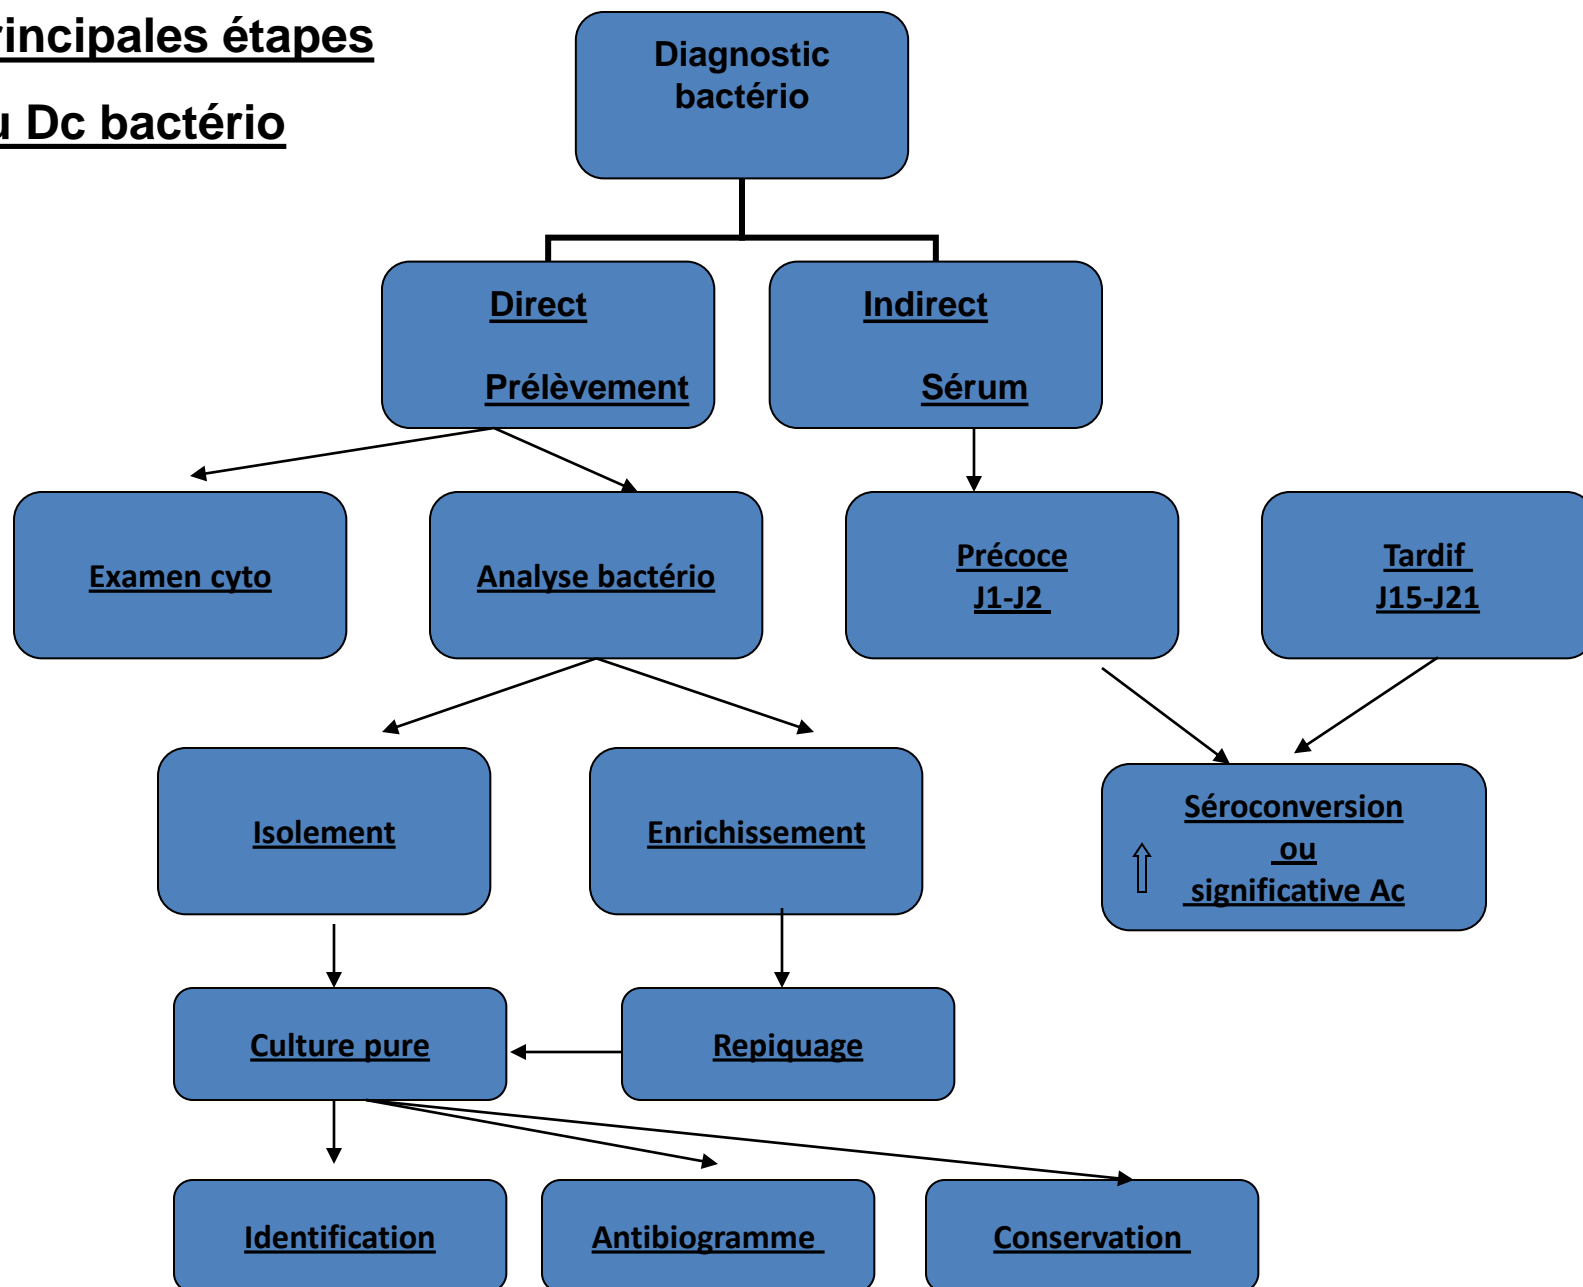 rincipales étapes
u Dc bactério
Diagnostic
bactério
Direct
Prélèvement
Indirect
Sérum
Examen cyto
Analyse bactério
Précoce
J1-J2
Tardif
J15-J21
Isolement
Enrichissement
Séroconversion
ou
significative Ac
Culture pure
Repiquage
Identification
Antibiogramme
Conservation